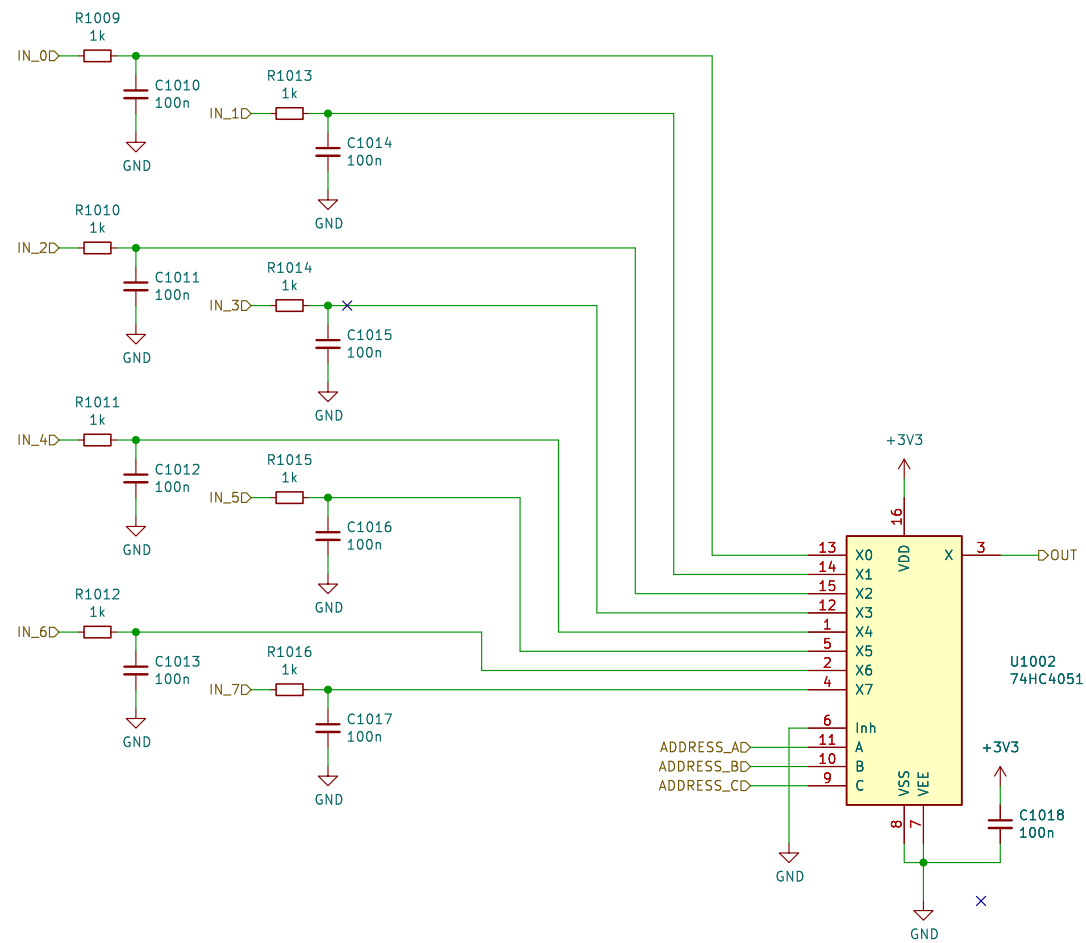 R1009
1k
IN_0
C1010
100n
GND
R1013
1k
IN_1
C1014
100n
GND
R1010
1k
IN_2
C1011
100n
GND
R1014
1k
IN_3
C1015
100n
GND
R1011
1k
IN_4
C1012
100n
GND
R1015
1k
IN_5
C1016
100n
GND
R1012
1k
IN_6
C1013
100n
GND
R1016
1k
IN_7
C1017
100n
GND
+3V3
16
VDD
13 X0
14 X1
15 X2
12 X3
1 X4
5 X5
2 X6
4 X7
X 3
OUT
U1002
74HC4051
6 Inh
ADDRESS_A 11 A
ADDRESS_B 10 B
ADDRESS_C 9 C
GND
VSS
VEE
8
7
+3V3
C1018
100n
GND